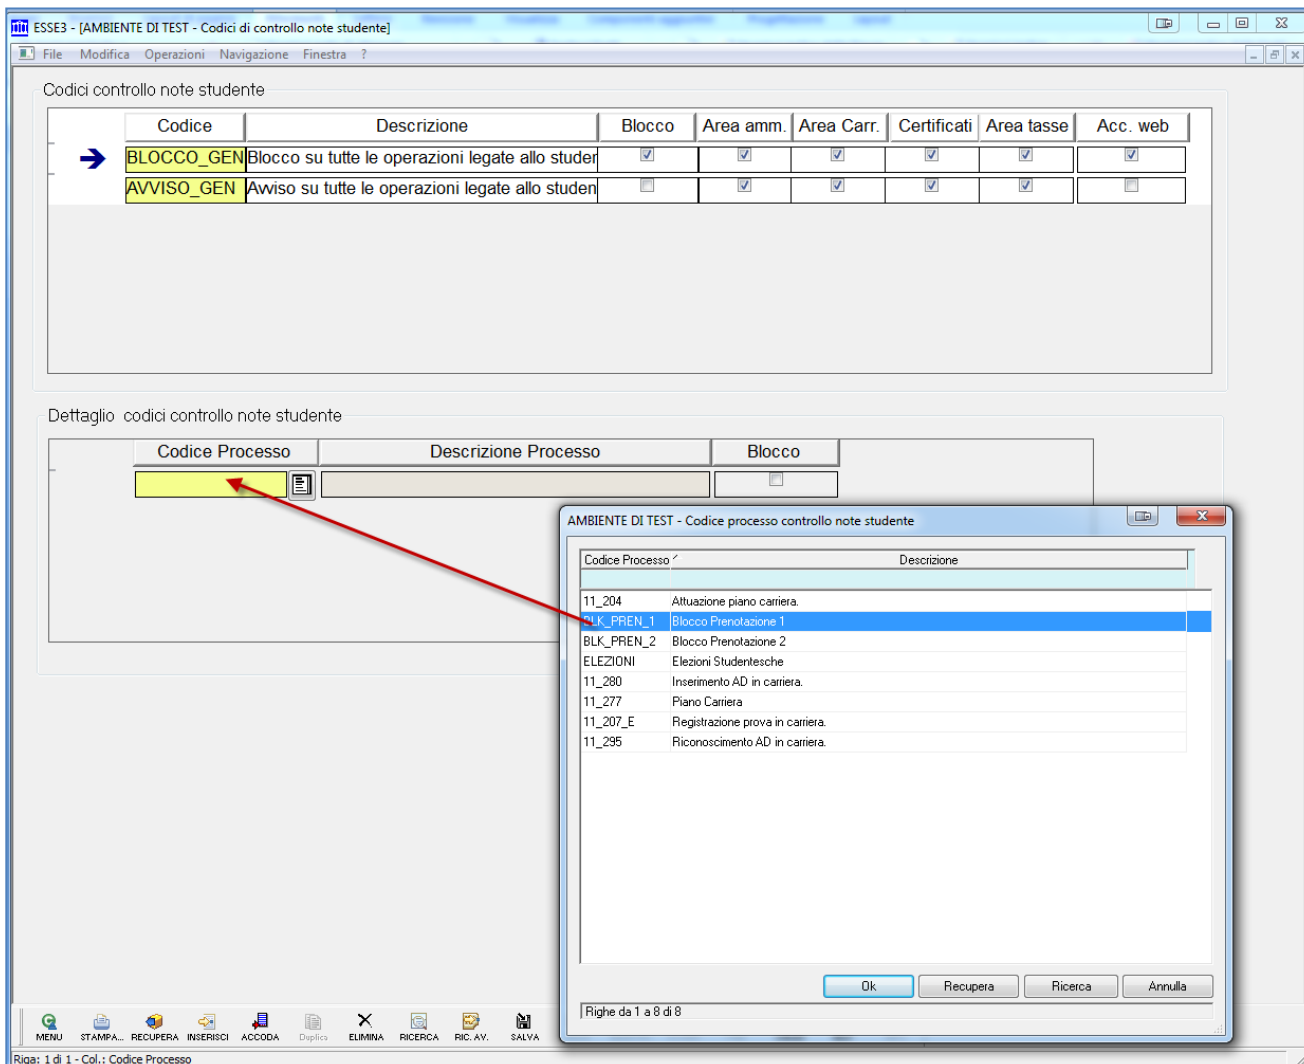 ESSE3 - [AMBIENTE DI TEST - Codici di controllo note studente]
File Modifica Operazioni Navigazione Finestra ?
Codici controllo note studente
Codice Descrizione Blocco Area amm. Area Carr. Certificati Area tasse Acc. web
BLOCCO_GEN Blocco su tutte le operazioni legate allo studer
AVVISO_GEN Avviso su tutte le operazioni legate allo studen
Dettaglio codici controllo note studente
Codice Processo Descrizione Processo Blocco
AMBIENTE DI TEST - Codice processo controllo note studente
Codice Processo Descrizione
11_204 Attuazione piano carriera.
BLK_PREN_1 Blocco Prenotazione 1
BLK_PREN_2 Blocco Prenotazione 2
ELEZIONI Elezioni Studentesche
11_280 Inserimento AD in carriera.
11_277 Piano Carriera
11_207_E Registrazione prova in carriera.
11_295 Riconoscimento AD in carriera.
Ok Recupera Ricerca Annulla
Righe da 1 a 8 di 8
MENU STAMPA... RECUPERA INSERISCI ACCODA Duplica ELIMINA RICERCA RIC. AV. SALVA
Riga: 1 di 1 - Col.: Codice Processo